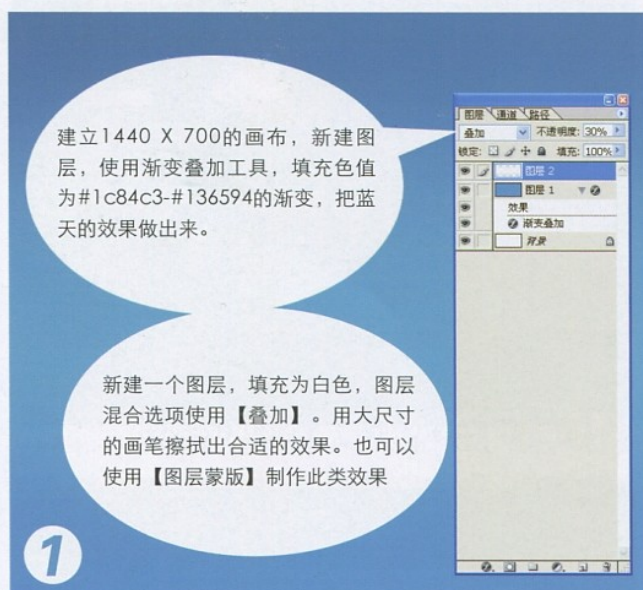 建立1440 X 700的画布，新建图
层，使用渐变叠加工具，填充色值
为#1c84c3-#136594的渐变，把蓝
天的效果做出来。
图层 通道 路径
叠加 不透明度: 30%
锁定: 填充: 100%
图层 2
图层 1
效果
渐变叠加
背景
新建一个图层，填充为白色，图层
混合选项使用【叠加】。用大尺寸
的画笔擦拭出合适的效果。也可以
使用【图层蒙版】制作此类效果
1